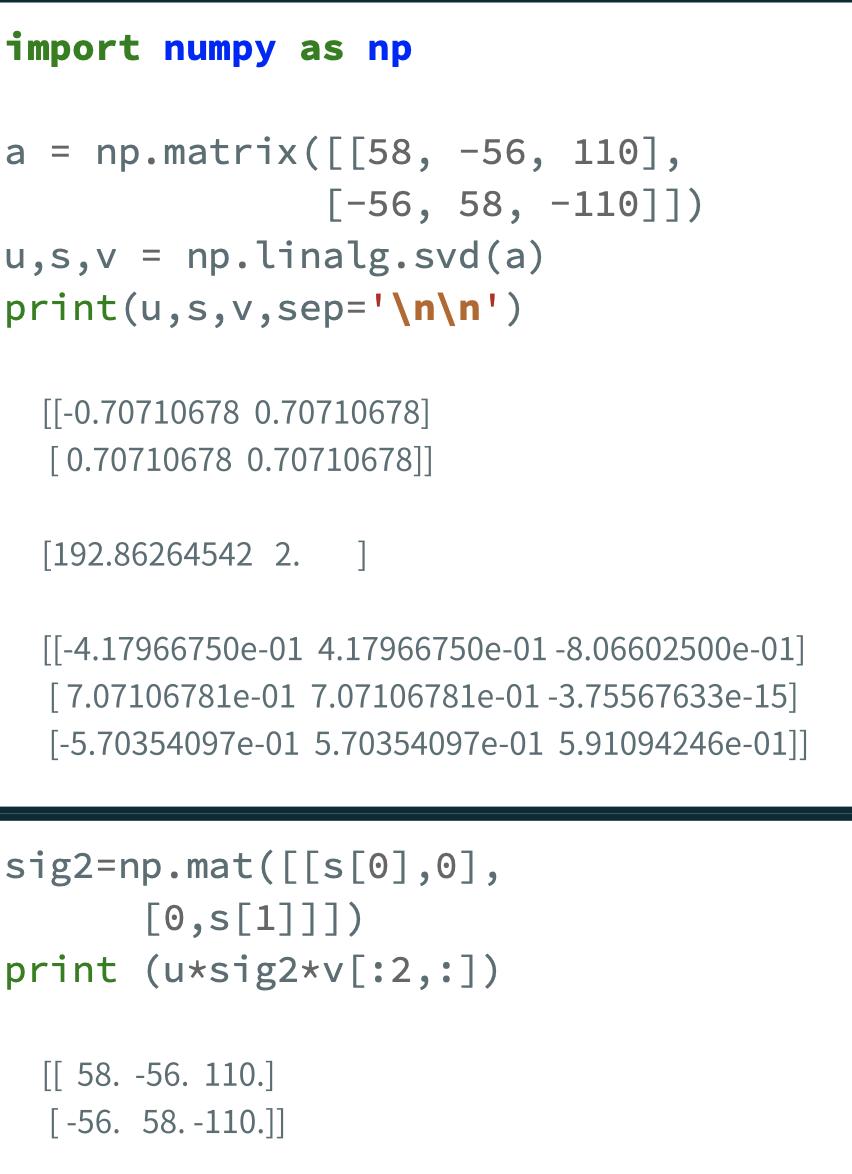 import numpy as np
a = np.matrix([[58, −56, 110],
[−56, 58, −110]])
u,s,v = np.linalg.svd(a)
print(u,s,v,sep='\n\n')
[[-0.70710678 0.70710678]
[ 0.70710678 0.70710678]]
[192.86264542 2. ]
[[-4.17966750e-01 4.17966750e-01 -8.06602500e-01]
[ 7.07106781e-01 7.07106781e-01 -3.75567633e-15]
[-5.70354097e-01 5.70354097e-01 5.91094246e-01]]
sig2=np.mat([[s[0],0],
[0,s[1]]])
print (u*sig2*v[:2,:])
[[ 58. -56. 110.]
[ -56. 58. -110.]]